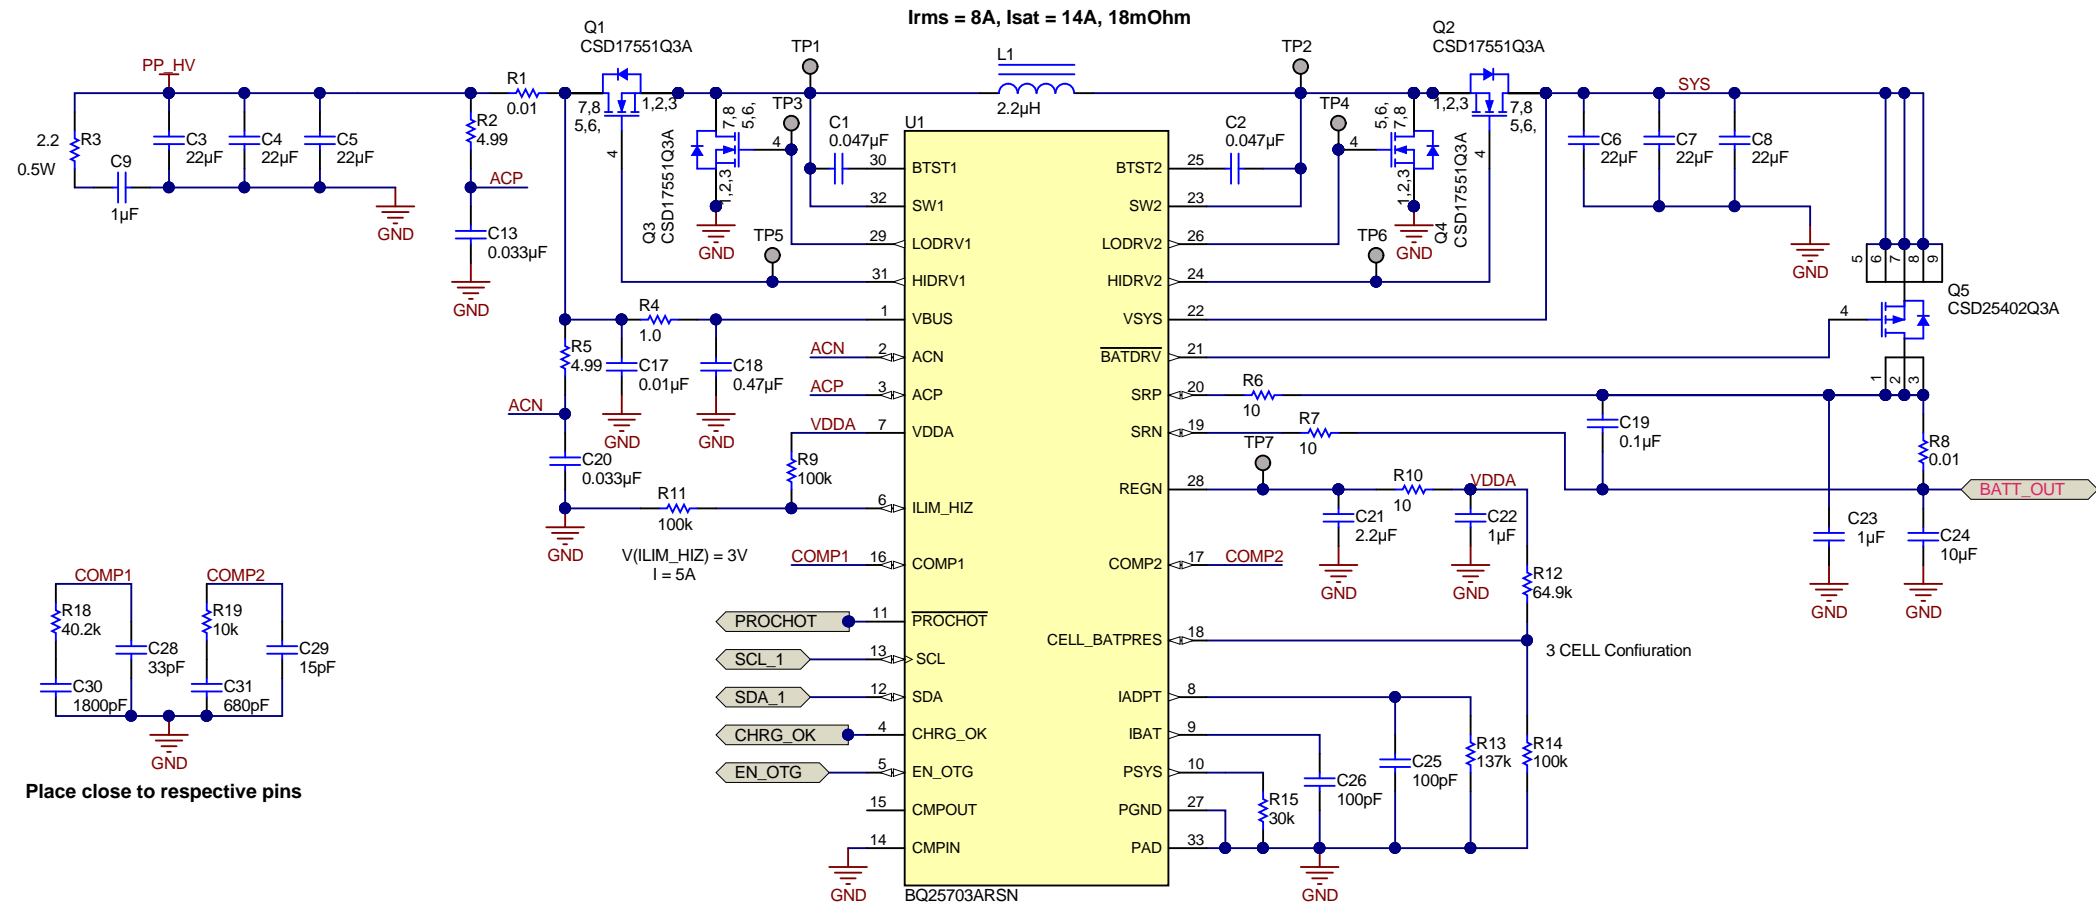 Irms = 8A, Isat = 14A, 18mOhm
Q1
CSD17551Q3A
TP1
L1
2.2µH
TP2
Q2
CSD17551Q3A
PP_HV
R1
0.01
7,8
5,6,
1,2,3
4
TP3
7,8
5,6,
4
1,2,3
Q3
CSD17551Q3A
GND
C1
0.047µF
U1
C2
0.047µF
TP4
5,6,
7,8
4
1,2,3
Q4
CSD17551Q3A
GND
1,2,3
7,8
5,6,
4
SYS
2.2
R3
0.5W
C9
1µF
C3
22µF
C4
22µF
C5
22µF
GND
R2
4.99
ACP
C13
0.033µF
GND
C6
22µF
C7
22µF
C8
22µF
GND
TP5
TP6
5
6
7
8
9
Q5
CSD25402Q3A
4
1
2
3
30
BTST1
32
SW1
29
LODRV1
31
HIDRV1
1
VBUS
ACN
2
ACN
ACP
3
ACP
VDDA
7
VDDA
6
ILIM_HIZ
COMP1
16
COMP1
PROCHOT
11
PROCHOT
SCL_1
13
SCL
SDA_1
12
SDA
CHRG_OK
4
CHRG_OK
EN_OTG
5
EN_OTG
15
CMPOUT
14
CMPIN
GND
BQ25703ARSN
BTST2
25
SW2
23
LODRV2
26
HIDRV2
24
VSYS
22
BATDRV
21
SRP
20
SRN
19
REGN
28
COMP2
17
COMP2
CELL_BATPRES
18
IADPT
8
IBAT
9
PSYS
10
PGND
27
PAD
33
R4
1.0
R5
4.99
C17
0.01µF
GND
C18
0.47µF
GND
ACN
C20
0.033µF
GND
R9
100k
R11
100k
V(ILIM_HIZ) = 3V
I = 5A
R6
10
R7
10
TP7
C19
0.1µF
R8
0.01
BATT_OUT
R10
10
VDDA
C21
2.2µF
GND
C22
1µF
GND
C23
1µF
GND
C24
10µF
GND
R12
64.9k
3 CELL Confiuration
R13
137k
R14
100k
C25
100pF
C26
100pF
R15
30k
GND
COMP1
COMP2
R18
40.2k
R19
10k
C28
33pF
C29
15pF
C30
1800pF
C31
680pF
GND
Place close to respective pins